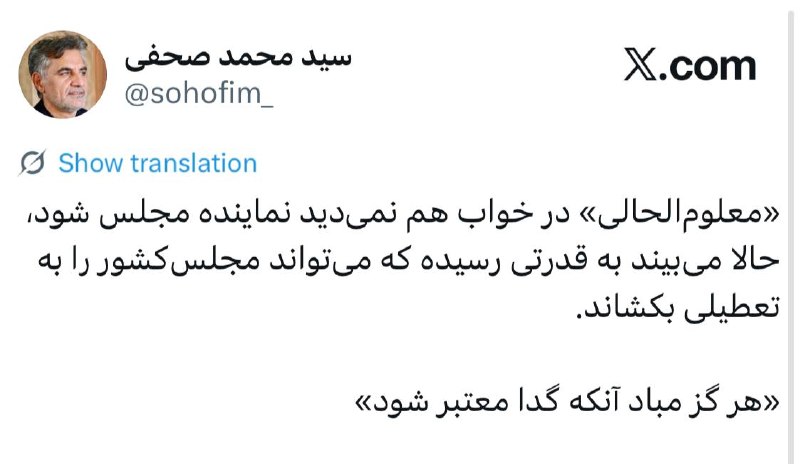 سید محمد صحفی
@sohofim_
X.com
Show translation
«معلوم‌الحالی» در خواب هم نمی‌دید نماینده مجلس شود،
حالا می‌بیند به قدرتی رسیده که می‌تواند مجلس‌کشور را به
تعطیلی بکشاند.
«هر گز مباد آنکه گدا معتبر شود»